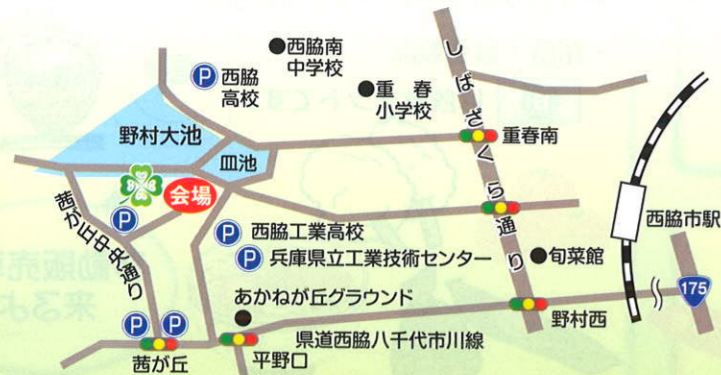 西脇南
中学校
P
西脇
高校
重春
小学校
しばざくら通り
野村大池
皿池
重春南
会場
茜が丘中央通り
P
P
西脇工業高校
P
兵庫県立工業技術センター
西脇市駅
旬菜館
175
あかねが丘グラウンド
P
P
野村西
県道西脇八千代市川線
茜が丘
平野口